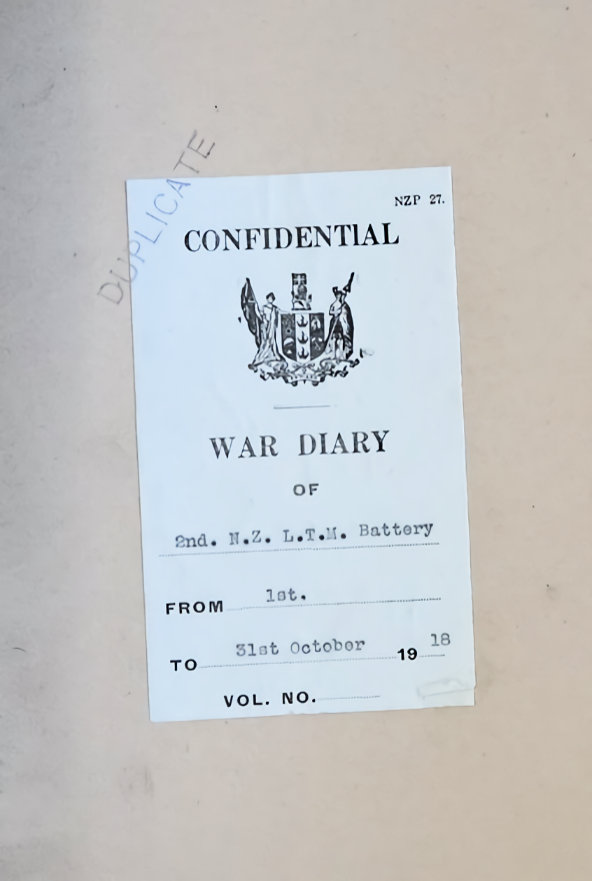 DUPLICATE
NZP 27.
CONFIDENTIAL
WAR DIARY
OF
2nd. N.Z. L.T.M. Battery
FROM 1st.
TO 31st October 19 18
VOL. NO.